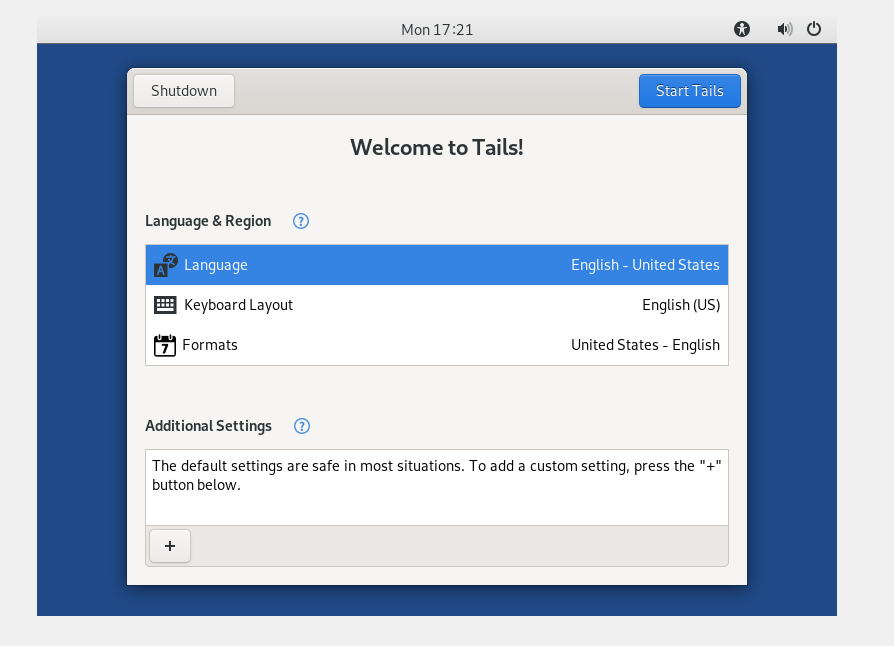 Mon 17:21
Shutdown
Start Tails
Welcome to Tails!
Language & Region ?
A Language English - United States
Keyboard Layout English (US)
7 Formats United States - English
Additional Settings ?
The default settings are safe in most situations. To add a custom setting, press the "+"
button below.
+